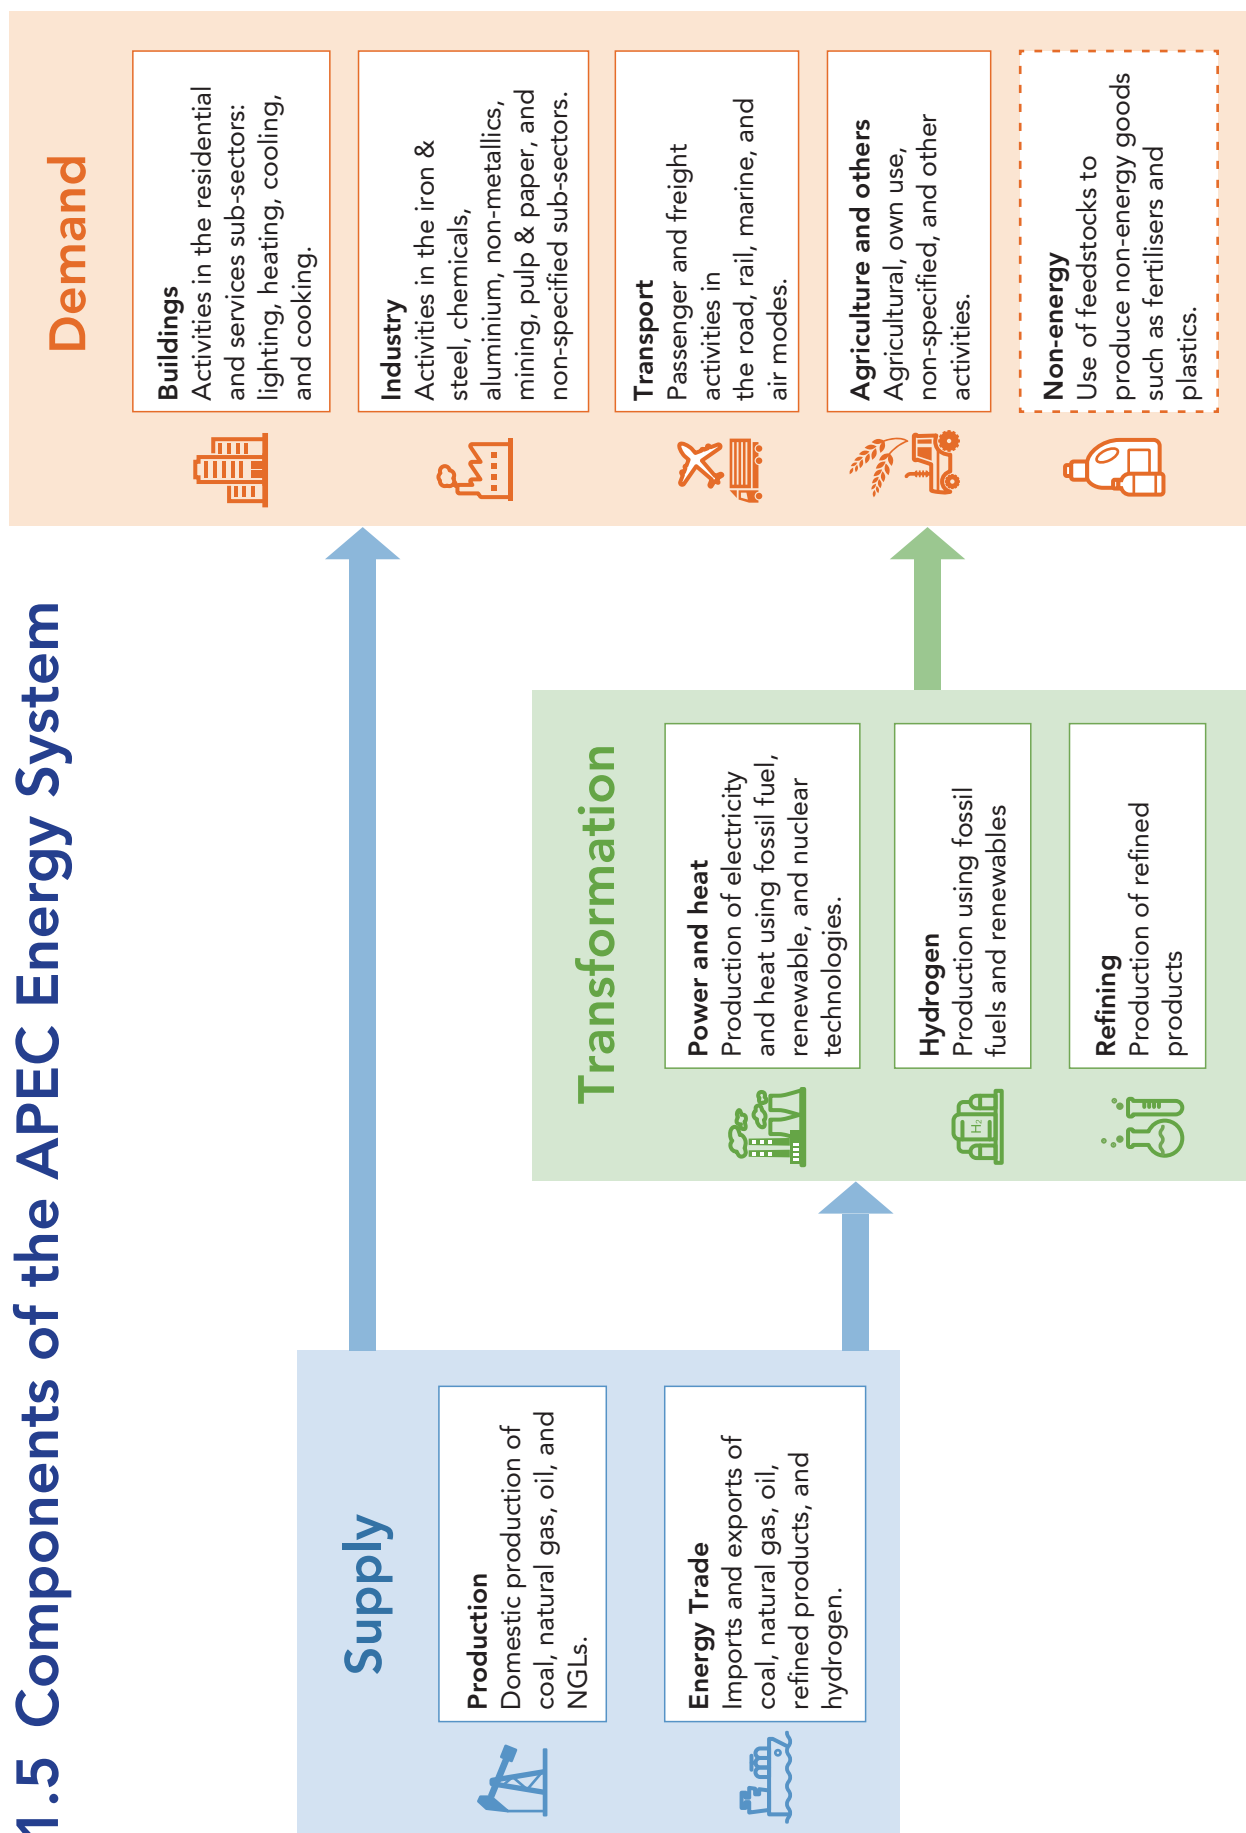 1.5 Components of the APEC Energy System
Supply
Production
Domestic production of
coal, natural gas, oil, and
NGLs.
Energy Trade
Imports and exports of
coal, natural gas, oil,
refined products, and
hydrogen.
Transformation
Power and heat
Production of electricity
and heat using fossil fuel,
renewable, and nuclear
technologies.
H₂
Hydrogen
Production using fossil
fuels and renewables
Refining
Production of refined
products
Demand
Buildings
Activities in the residential
and services sub-sectors:
lighting, heating, cooling,
and cooking.
Industry
Activities in the iron &
steel, chemicals,
aluminium, non-metallics,
mining, pulp & paper, and
non-specified sub-sectors.
Transport
Passenger and freight
activities in
the road, rail, marine, and
air modes.
Agriculture and others
Agricultural, own use,
non-specified, and other
activities.
Non-energy
Use of feedstocks to
produce non-energy goods
such as fertilisers and
plastics.